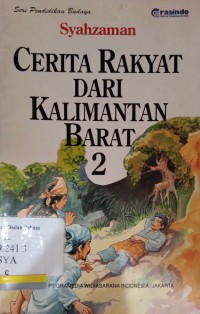 Seri Pendidikan Budaya
Grasindo
Syahzaman
CERITA RAKYAT
DARI
KALIMANTAN
BARAT
2
SYA
PT GRAMEDIA WIDIASARANA INDONESIA, JAKARTA